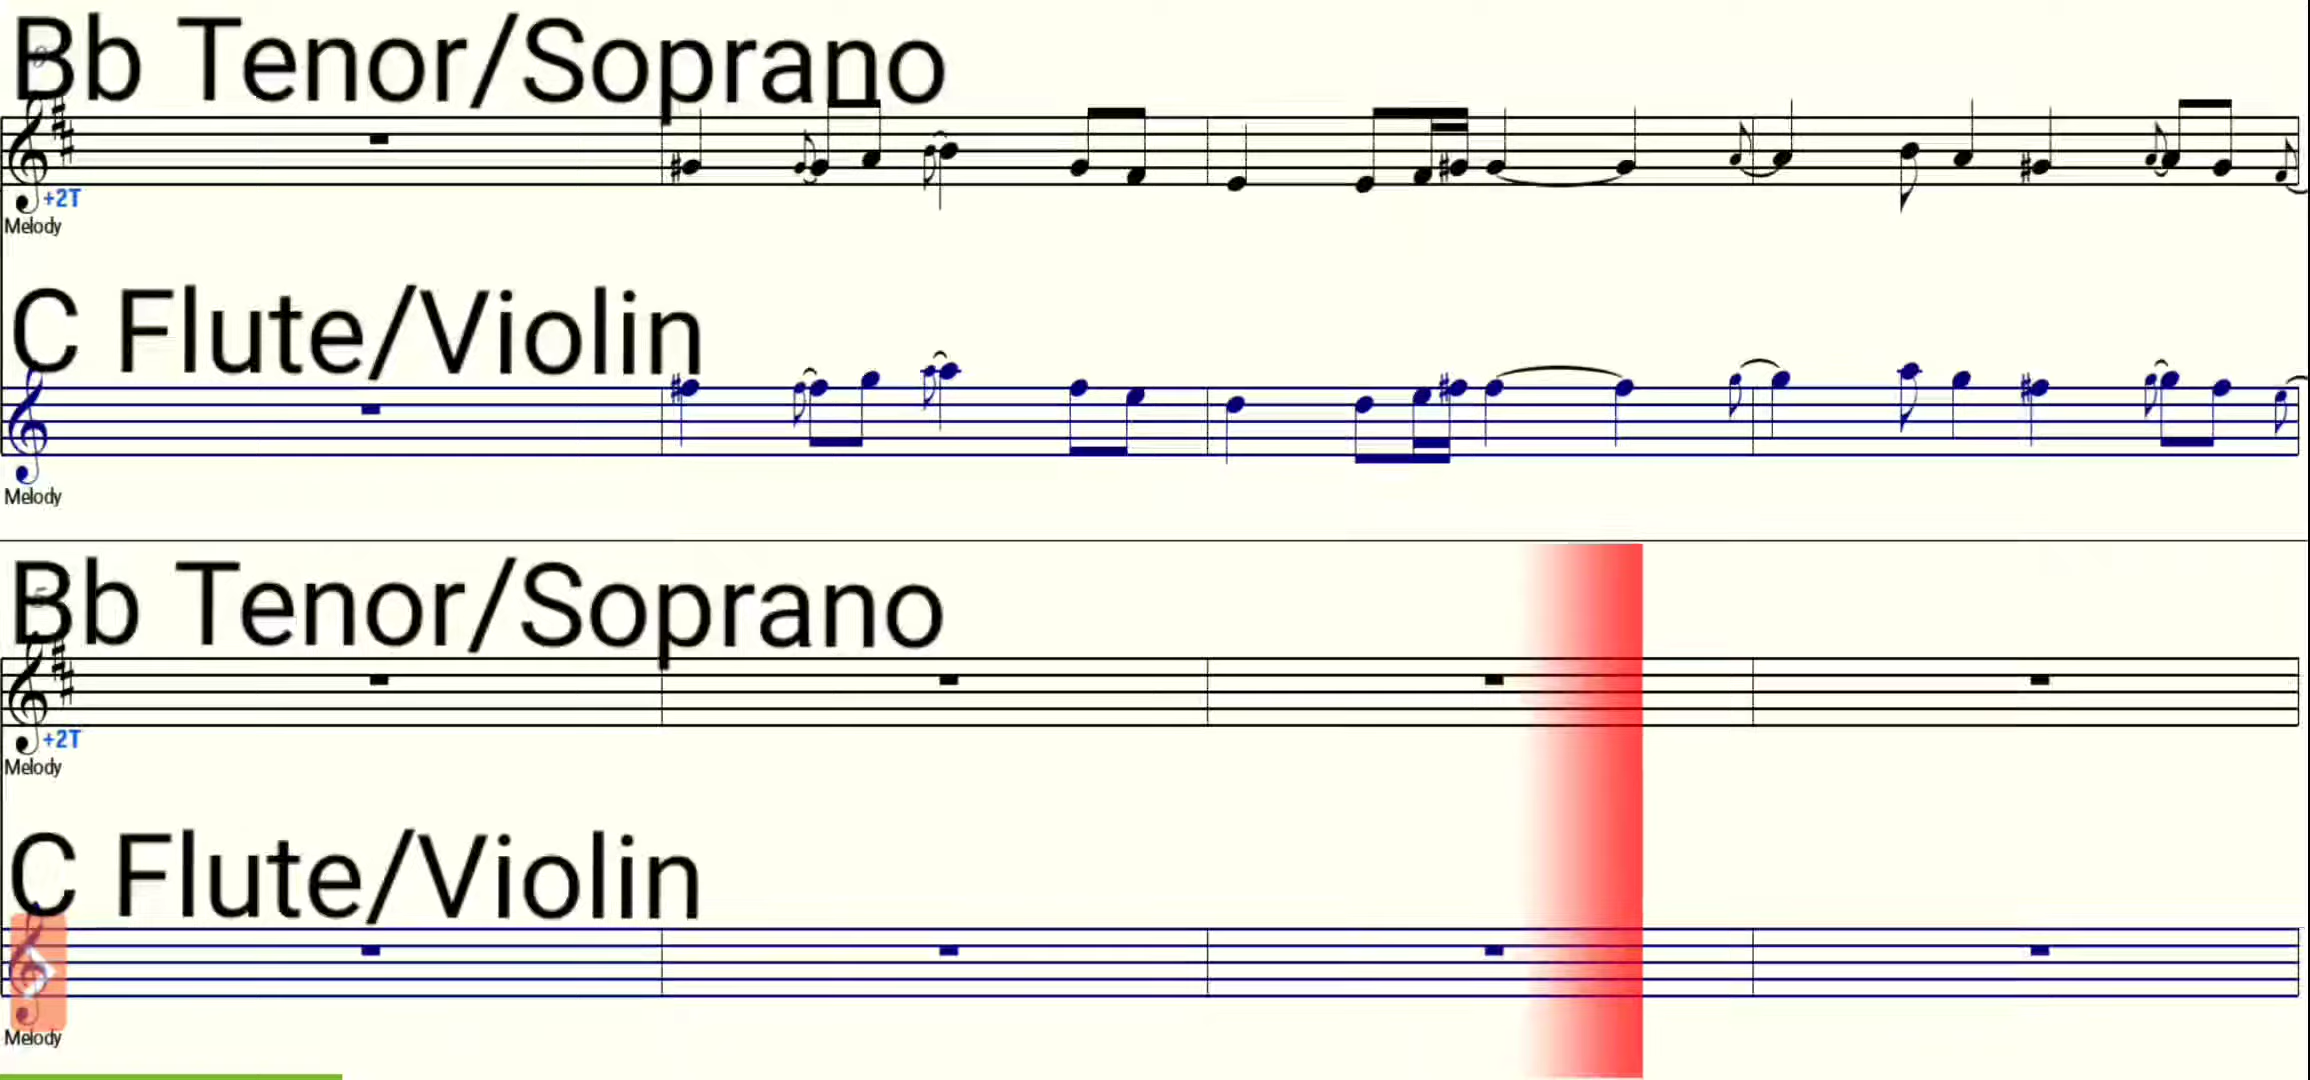 Bb Tenor/Soprano
+2T
Melody
C Flute/Violin
Melody
Bb Tenor/Soprano
+2T
Melody
C Flute/Violin
Melody